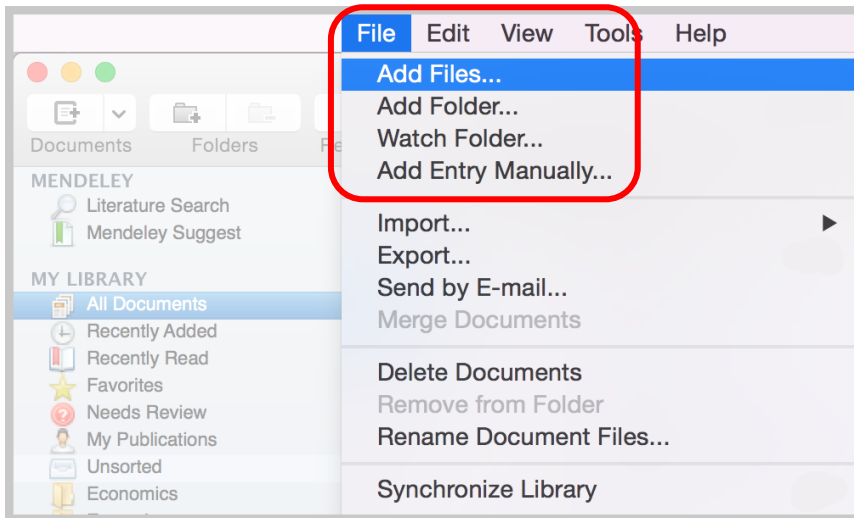 File Edit View Tools Help
Add Files...
Add Folder...
Watch Folder...
Add Entry Manually...
Import...
Export...
Send by E-mail...
Merge Documents
Delete Documents
Remove from Folder
Rename Document Files...
Synchronize Library
Documents Folders
MENDELEY
Literature Search
Mendeley Suggest
MY LIBRARY
All Documents
Recently Added
Recently Read
Favorites
Needs Review
My Publications
Unsorted
Economics